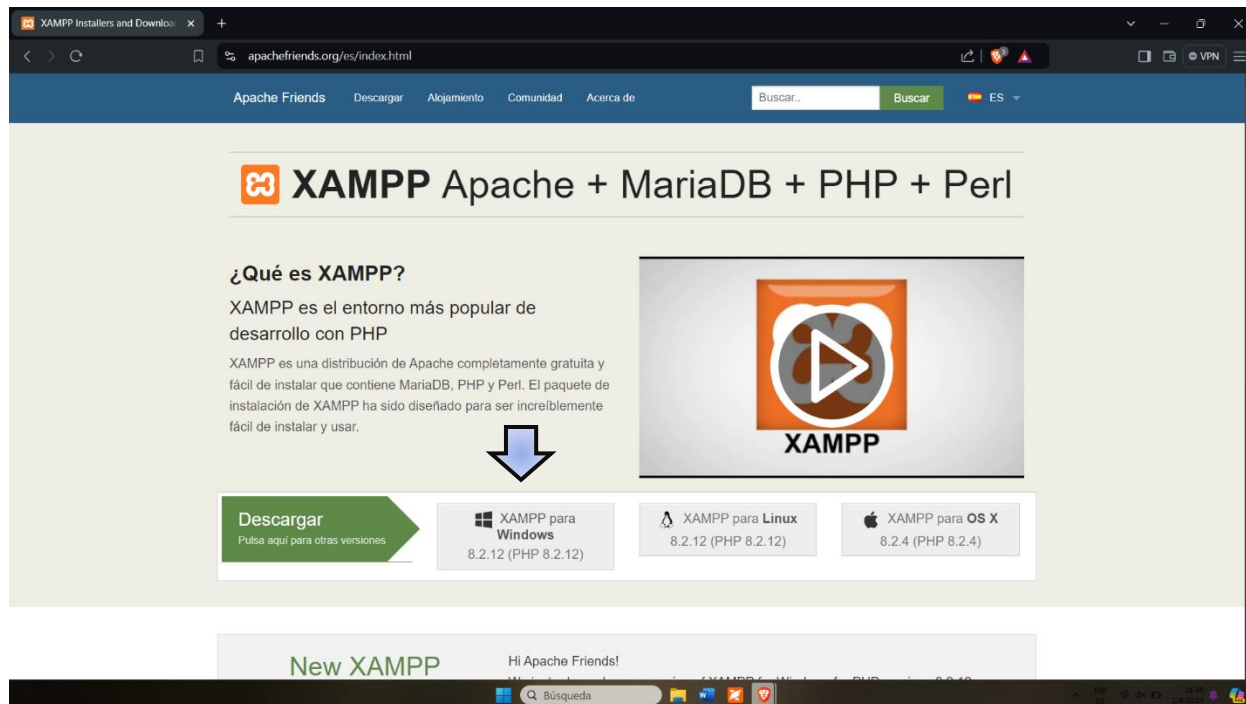 XAMPP Installers and Downloa
apachefriends.org/es/index.html
VPN
Apache Friends
Descargar
Alojamiento
Comunidad
Acerca de
Buscar..
Buscar
ES
XAMPP Apache + MariaDB + PHP + Perl
¿Qué es XAMPP?
XAMPP es el entorno más popular de
desarrollo con PHP
XAMPP es una distribución de Apache completamente gratuita y
fácil de instalar que contiene MariaDB, PHP y Perl. El paquete de
instalación de XAMPP ha sido diseñado para ser increíblemente
fácil de instalar y usar.
XAMPP
Descargar
Pulsa aquí para otras versiones
XAMPP para
Windows
8.2.12 (PHP 8.2.12)
XAMPP para Linux
8.2.12 (PHP 8.2.12)
XAMPP para OS X
8.2.4 (PHP 8.2.4)
New XAMPP
Hi Apache Friends!
Búsqueda